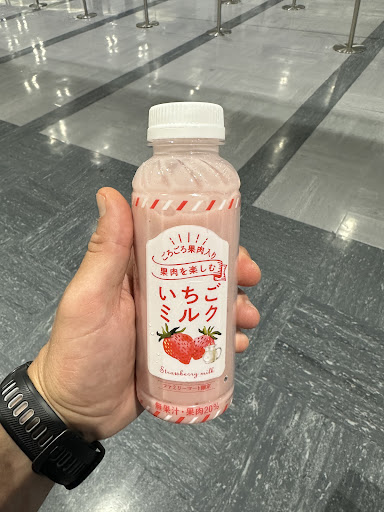 ごろごろ果肉入り
果肉を楽しむ
いちご
ミルク
Strawberry milk
ファミリーマート限定
苺果汁・果肉20%